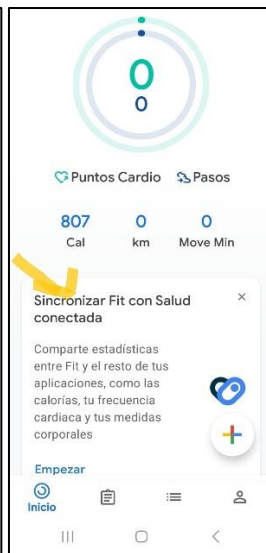 0
0
Puntos Cardio Pasos
807 0 0
Cal km Move Min
Sincronizar Fit con Salud
conectada
Comparte estadísticas
entre Fit y el resto de tus
aplicaciones, como las
calorías, tu frecuencia
cardiaca y tus medidas
corporales
Empezar
Inicio